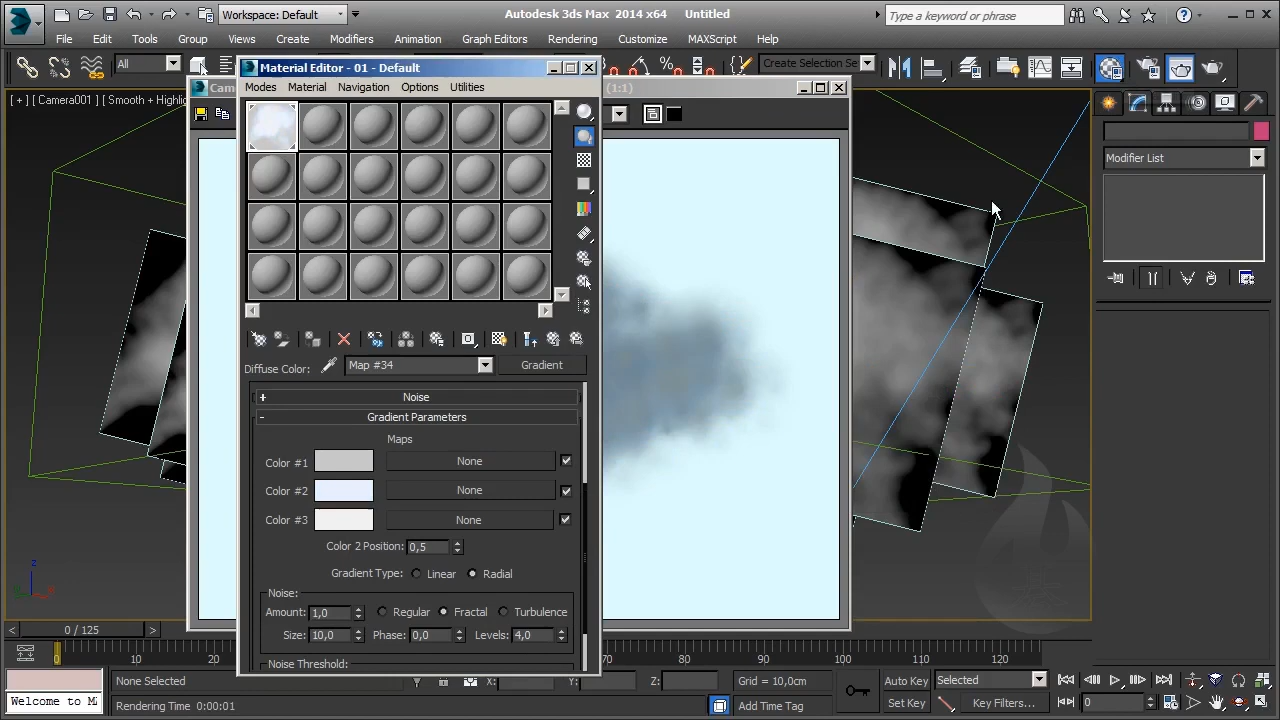 Workspace: Default
Autodesk 3ds Max 2014 x64 Untitled
Type a keyword or phrase
File Edit Tools Group Views Create Modifiers Animation Graph Editors Rendering Customize MAXScript Help
All
Create Selection Se
Material Editor - 01 - Default
Modes Material Navigation Options Utilities
Cam
(1:1)
[ + ] [ Camera001 ] [ Smooth + Highlig
Modifier List
Diffuse Color: Map #34 Gradient
+ Noise
- Gradient Parameters
Maps
Color #1 None
Color #2 None
Color #3 None
Color 2 Position: 0,5
Gradient Type: Linear Radial
Noise:
Amount: 1,0 Regular Fractal Turbulence
Size: 10,0 Phase: 0,0 Levels: 4,0
Noise Threshold:
z
x
< 0 / 125 >
0 10 20 70 80 90 100 110 120
None Selected X: Y: Z: Grid = 10,0cm Auto Key Selected
Welcome to MA
Rendering Time 0:00:01 Add Time Tag Set Key Key Filters... 0